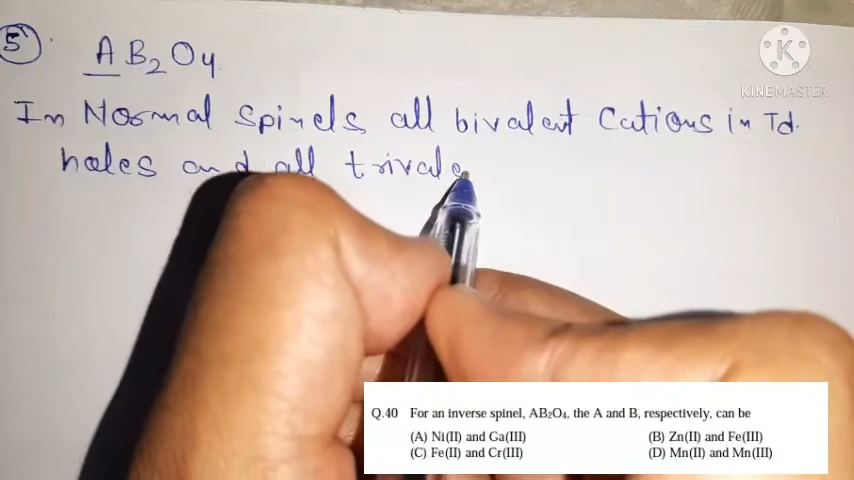 5 AB2O4
KINEMASTER
In Normal Spinels all bivalent Cations in Td.
holes and all trivale
Q.40 For an inverse spinel, AB₂O₄, the A and B, respectively, can be
(A) Ni(II) and Ga(III) (B) Zn(II) and Fe(III)
(C) Fe(II) and Cr(III) (D) Mn(II) and Mn(III)